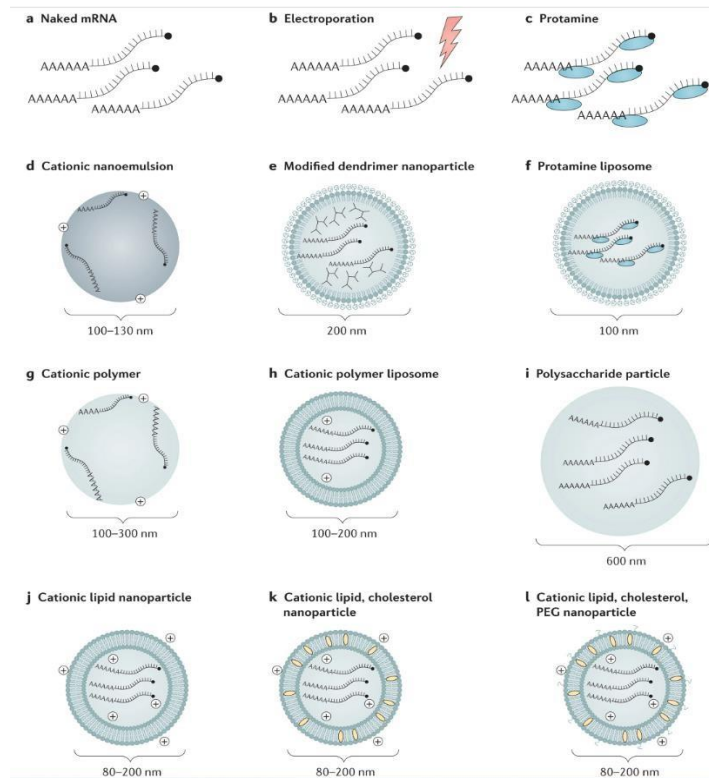 a Naked mRNA
b Electroporation
c Protamine
AAAAAA
AAAAAA
AAAAAA
AAAAAA
AAAAAA
AAAAAA
AAAAAA
AAAAAA
AAAAAA
d Cationic nanoemulsion
e Modified dendrimer nanoparticle
f Protamine liposome
100–130 nm
200 nm
100 nm
g Cationic polymer
h Cationic polymer liposome
i Polysaccharide particle
100–300 nm
100–200 nm
600 nm
j Cationic lipid nanoparticle
k Cationic lipid, cholesterol
nanoparticle
l Cationic lipid, cholesterol,
PEG nanoparticle
80–200 nm
80–200 nm
80–200 nm